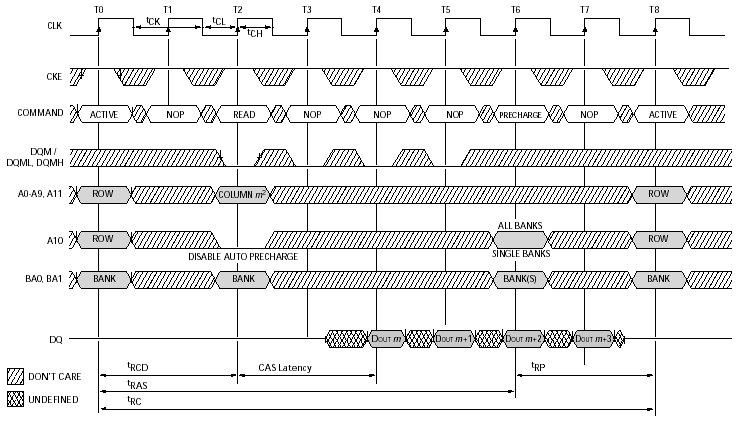 T0 T1 T2 T3 T4 T5 T6 T7 T8
CLK tCK tCL tCH
CKE
COMMAND ACTIVE NOP READ NOP NOP NOP PRECHARGE NOP ACTIVE
DQM /
DQML, DQMH
A0-A9, A11 ROW COLUMN m2 ROW
ALL BANKS
A10 ROW ROW
DISABLE AUTO PRECHARGE SINGLE BANKS
BA0, BA1 BANK BANK BANK(S) BANK
DQ DOUT m DOUT m+1 DOUT m+2 DOUT m+3
tRCD CAS Latency tRP
DON'T CARE
tRAS
UNDEFINED
tRC